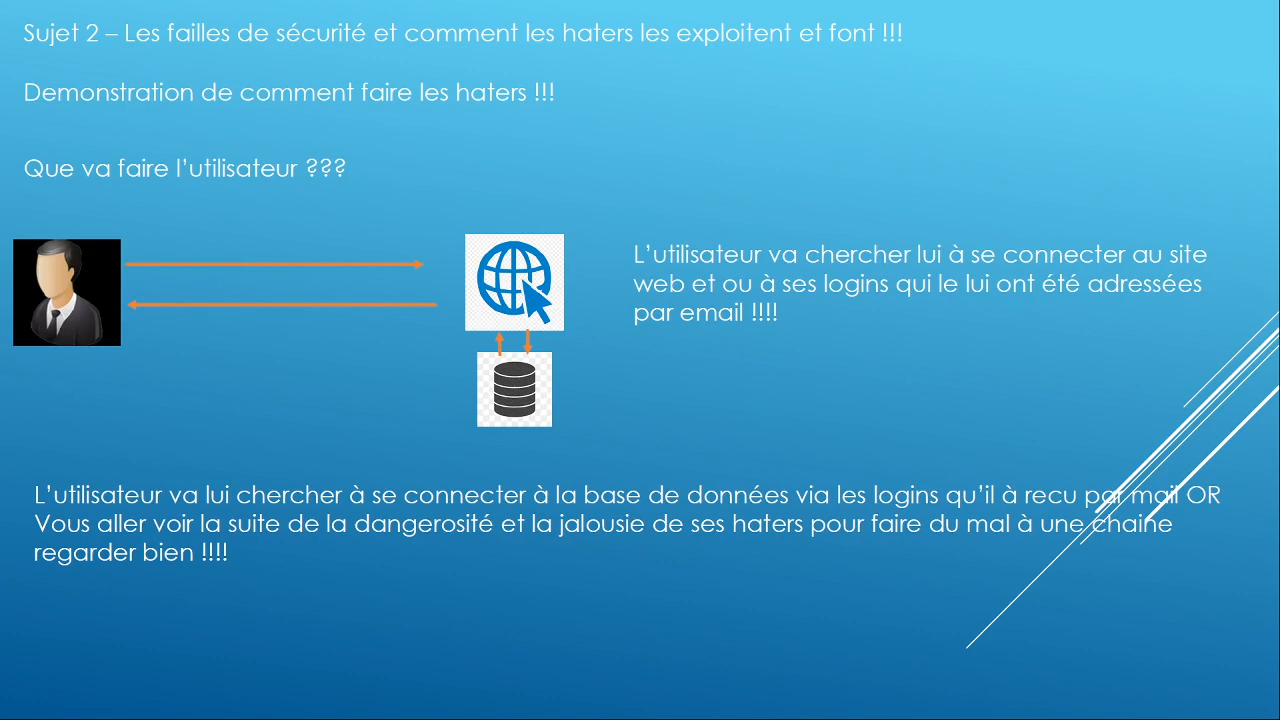 Sujet 2 – Les failles de sécurité et comment les haters les exploitent et font !!!
Demonstration de comment faire les haters !!!
Que va faire l'utilisateur ???
L'utilisateur va chercher lui à se connecter au site
web et ou à ses logins qui le lui ont été adressées
par email !!!!
L'utilisateur va lui chercher à se connecter à la base de données via les logins qu'il à recu par mail OR
Vous aller voir la suite de la dangerosité et la jalousie de ses haters pour faire du mal à une chaine
regarder bien !!!!